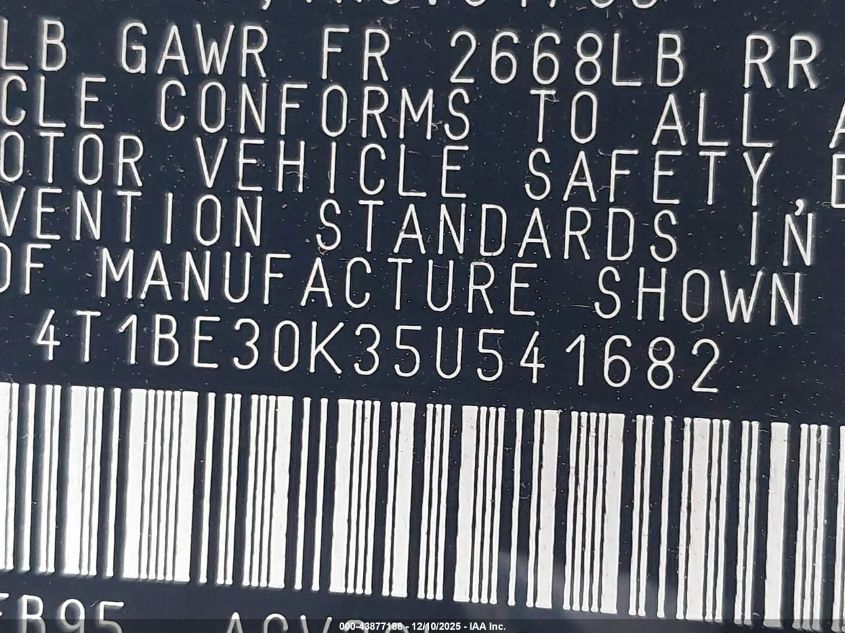 LB GAWR FR 2668LB RR
CLE CONFORMS TO ALL A
OTOR VEHICLE SAFETY,B
VENTION STANDARDS IN
OF MANUFACTURE SHOWN
4T1BE30K35U541682
000-43877188 - 12/10/2025 - IAA Inc.